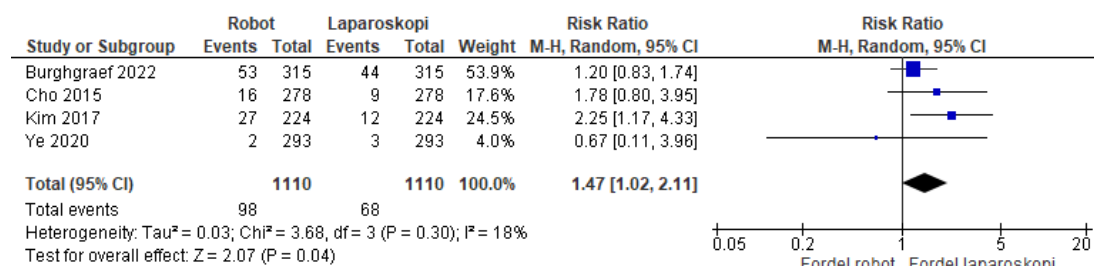 Robot Laparoskopi Risk Ratio Risk Ratio
Study or Subgroup Events Total Events Total Weight M-H, Random, 95% CI M-H, Random, 95% CI
Burghgraef 2022 53 315 44 315 53.9% 1.20 [0.83, 1.74]
Cho 2015 16 278 9 278 17.6% 1.78 [0.80, 3.95]
Kim 2017 27 224 12 224 24.5% 2.25 [1.17, 4.33]
Ye 2020 2 293 3 293 4.0% 0.67 [0.11, 3.96]
Total (95% CI) 1110 1110 100.0% 1.47 [1.02, 2.11]
Total events 98 68
Heterogeneity: Tau² = 0.03; Chi² = 3.68, df = 3 (P = 0.30); I² = 18%
Test for overall effect: Z = 2.07 (P = 0.04)
0.05 0.2 1 5 20
Fordel robot Fordel laparoskopi